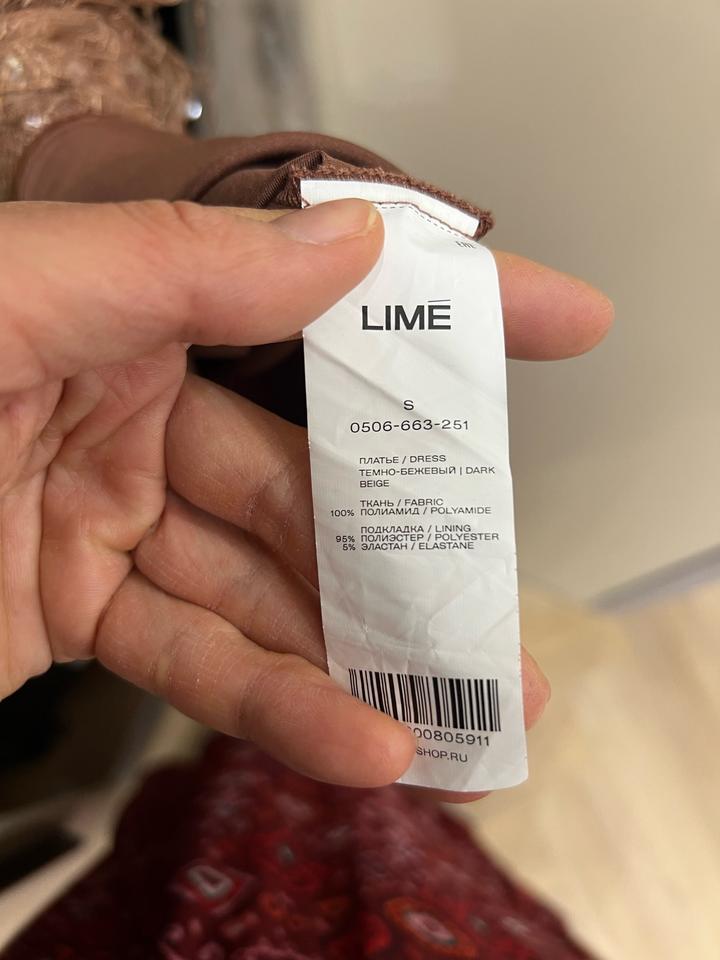 LIMĒ
S
0506-663-251
ПЛАТЬЕ / DRESS
ТЕМНО-БЕЖЕВЫЙ | DARK
BEIGE
ТКАНЬ / FABRIC
100% ПОЛИАМИД / POLYAMIDE
ПОДКЛАДКА / LINING
95% ПОЛИЭСТЕР / POLYESTER
5% ЭЛАСТАН / ELASTANE
00805911
SHOP.RU